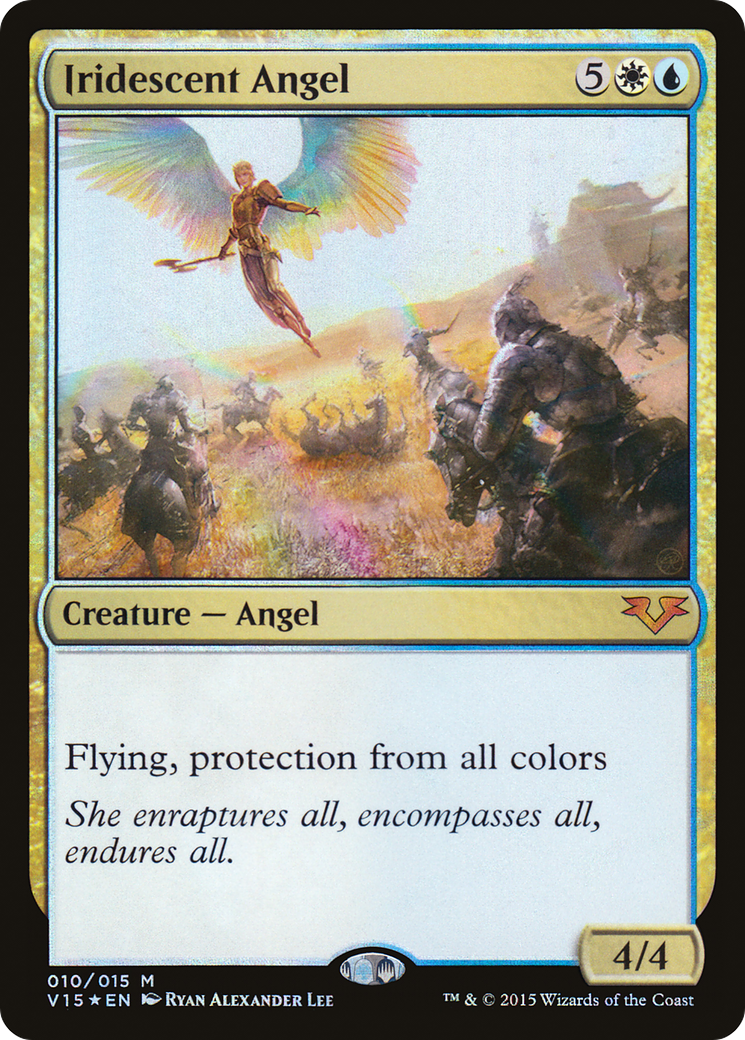 Iridescent Angel 5
Creature — Angel
Flying, protection from all colors
She enraptures all, encompasses all,
endures all.
4/4
010/015 M
V15★EN Ryan Alexander Lee
™ & © 2015 Wizards of the Coast